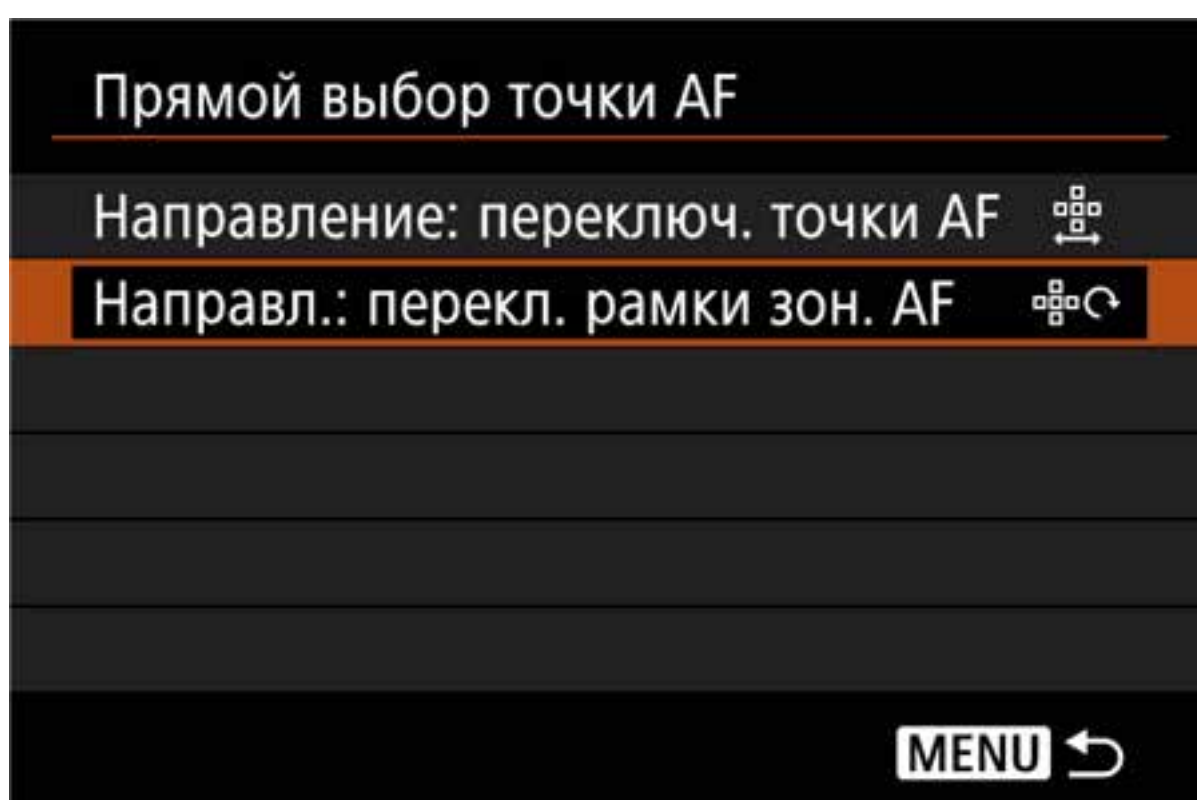 Прямой выбор точки AF
Направление: переключ. точки AF
Направл.: перекл. рамки зон. AF
MENU